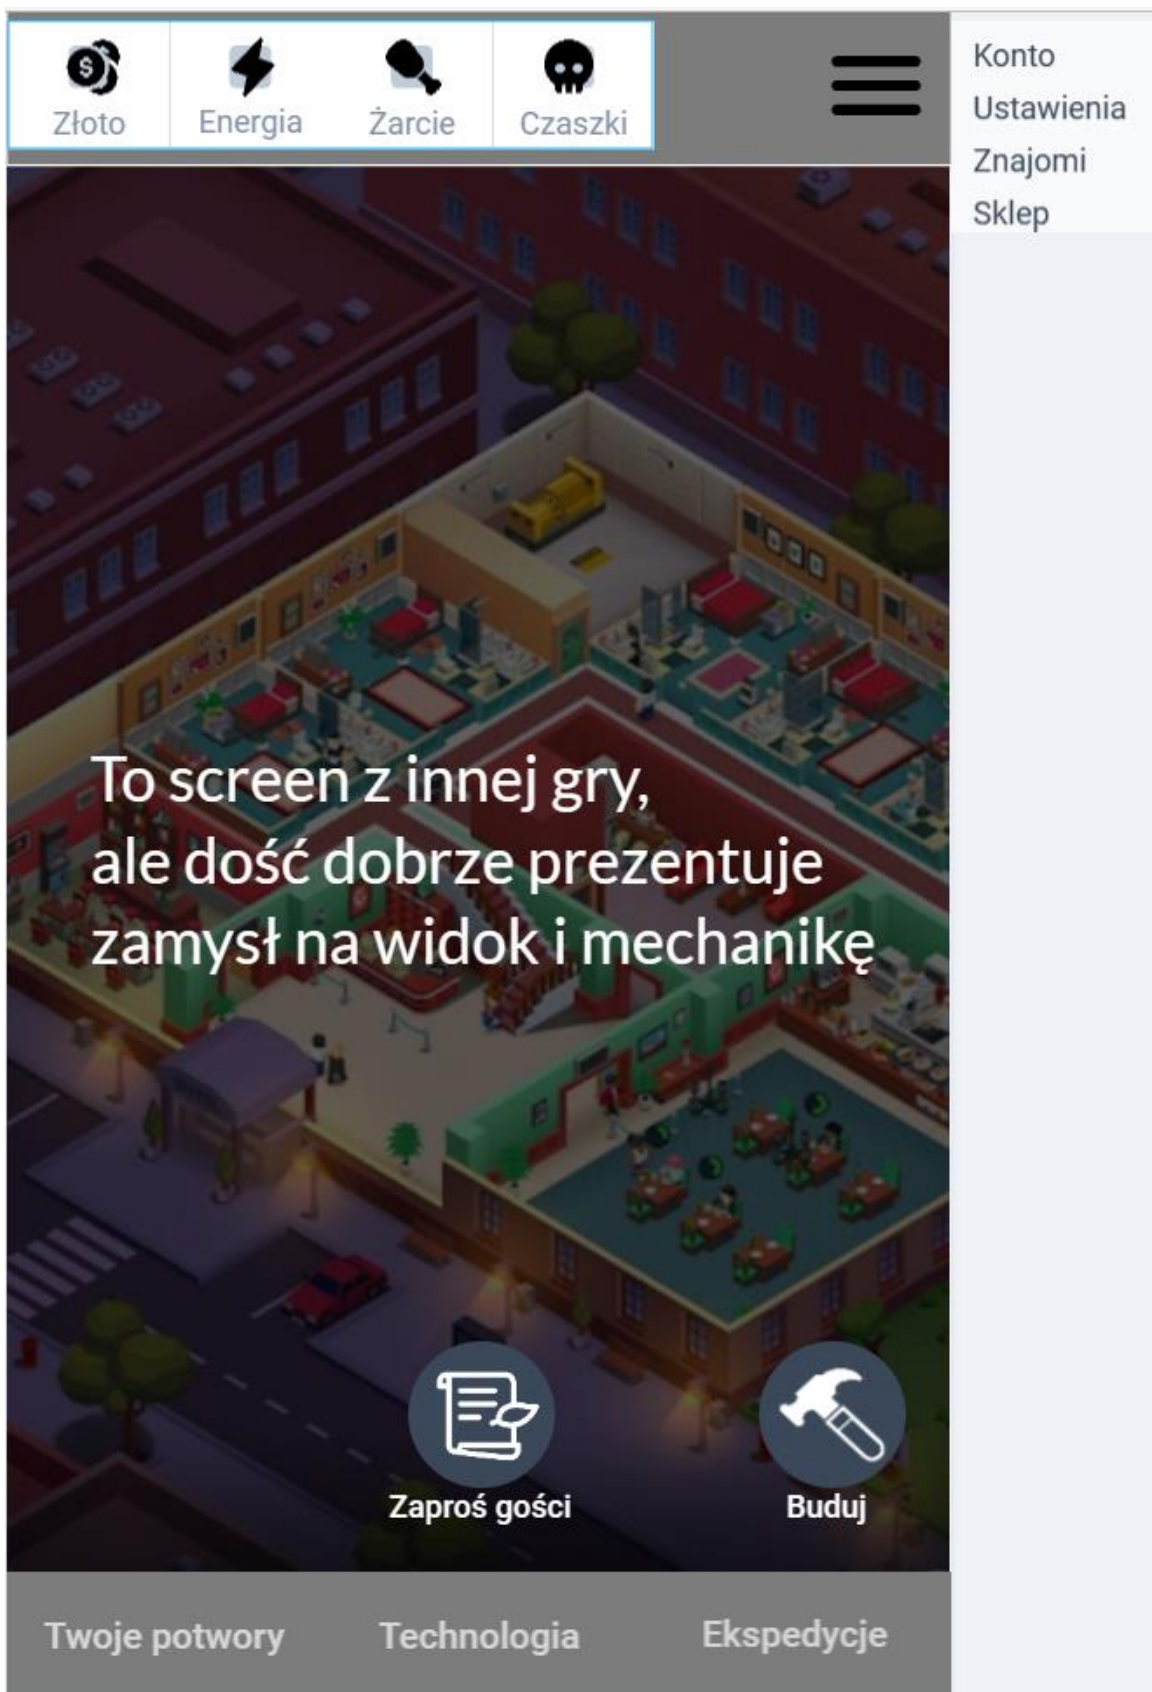 Złoto
Energia
Żarcie
Czaszki
Konto
Ustawienia
Znajomi
Sklep
To screen z innej gry,
ale dość dobrze prezentuje
zamysł na widok i mechanikę
Zaproś gości
Buduj
Twoje potwory
Technologia
Ekspedycje